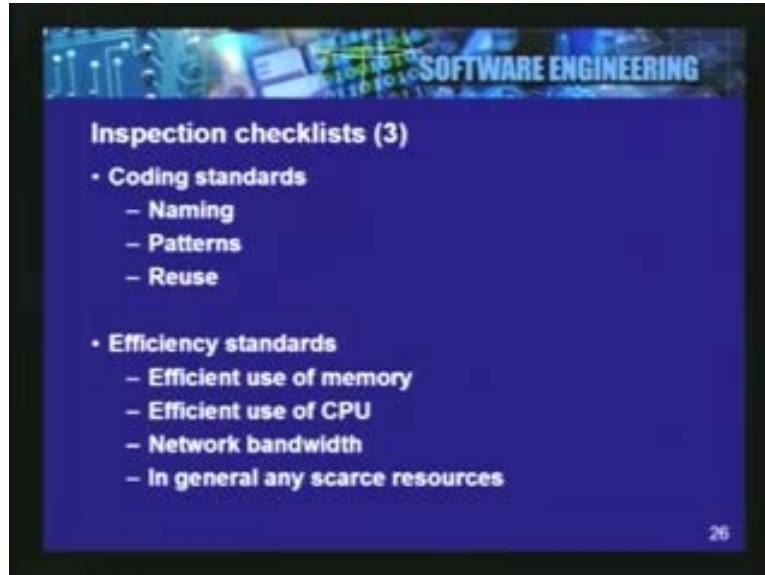 SOFTWARE ENGINEERING
Inspection checklists (3)
• Coding standards
– Naming
– Patterns
– Reuse
• Efficiency standards
– Efficient use of memory
– Efficient use of CPU
– Network bandwidth
– In general any scarce resources
26